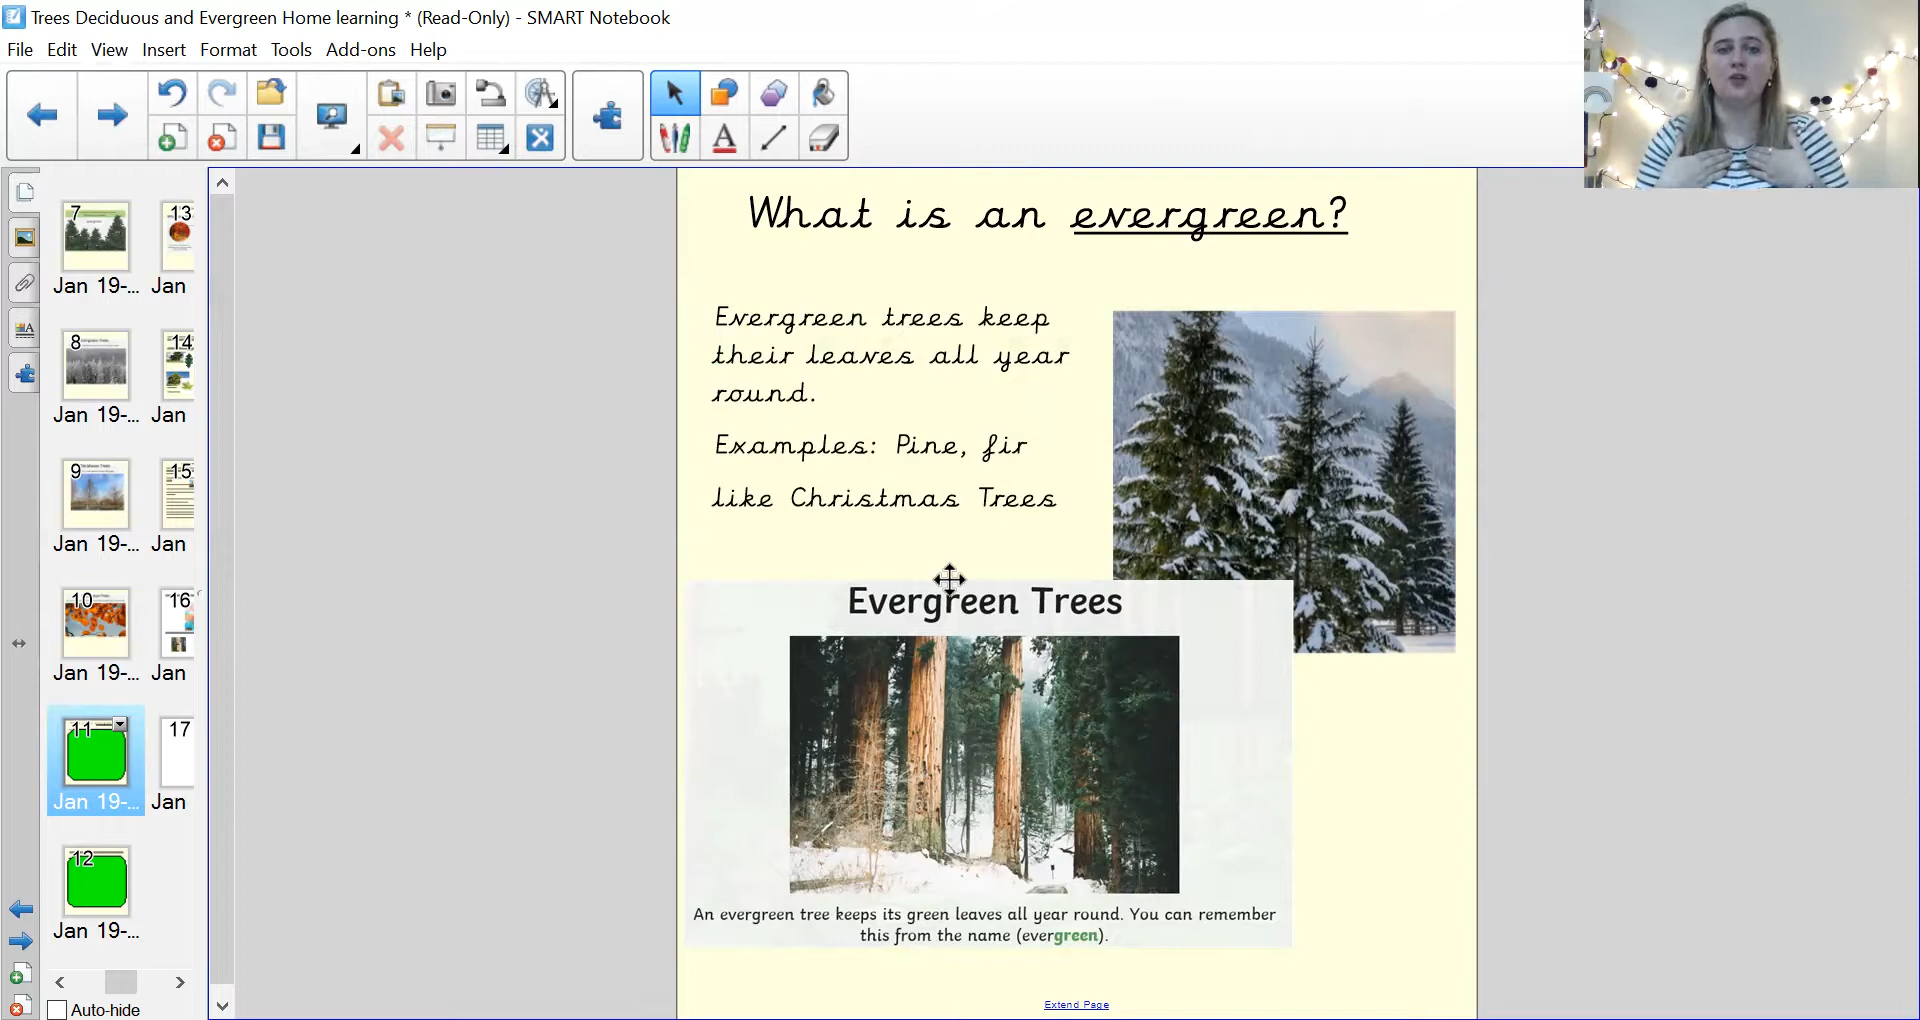 Trees Deciduous and Evergreen Home learning * (Read-Only) - SMART Notebook
File Edit View Insert Format Tools Add-ons Help
7 13
Jan 19-... Jan
8 14
Jan 19-... Jan
9 15
Jan 19-... Jan
10 16
Jan 19-... Jan
11 17
Jan 19-... Jan
12
Jan 19-...
Auto-hide
What is an evergreen?
Evergreen trees keep
their leaves all year
round.
Examples: Pine, fir
like Christmas Trees
Evergreen Trees
An evergreen tree keeps its green leaves all year round. You can remember
this from the name (evergreen).
Extend Page